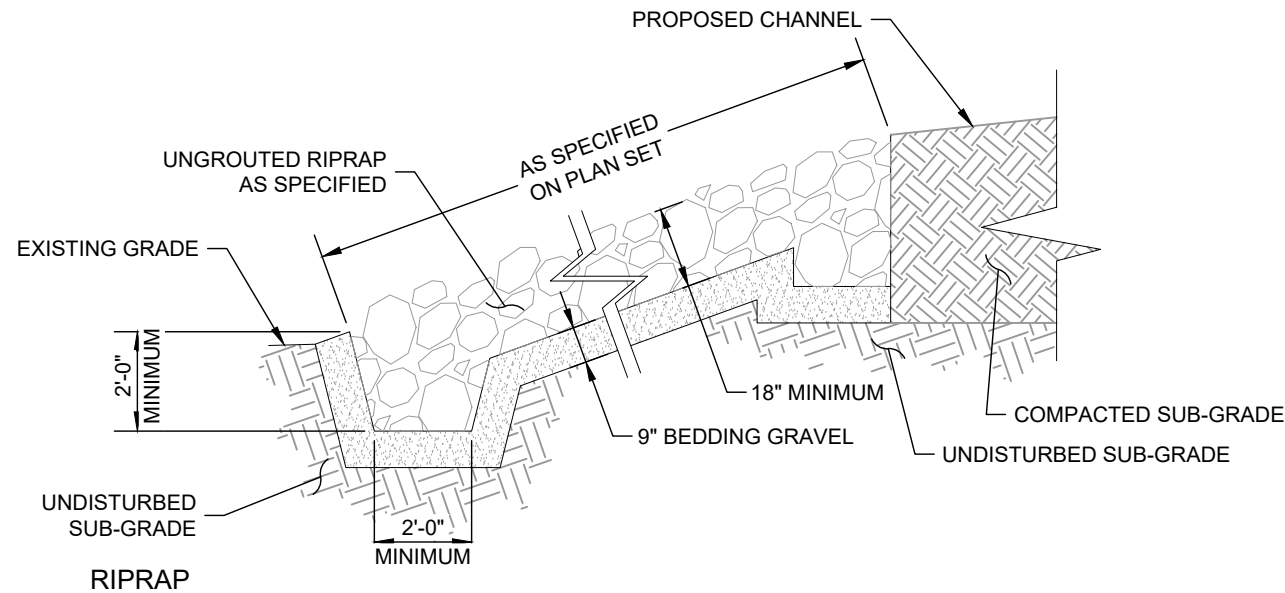 PROPOSED CHANNEL
AS SPECIFIED
ON PLAN SET
UNGROUTED RIPRAP
AS SPECIFIED
EXISTING GRADE
2'-0"
MINIMUM
18" MINIMUM
9" BEDDING GRAVEL
COMPACTED SUB-GRADE
UNDISTURBED SUB-GRADE
UNDISTURBED
SUB-GRADE
2'-0"
MINIMUM
RIPRAP